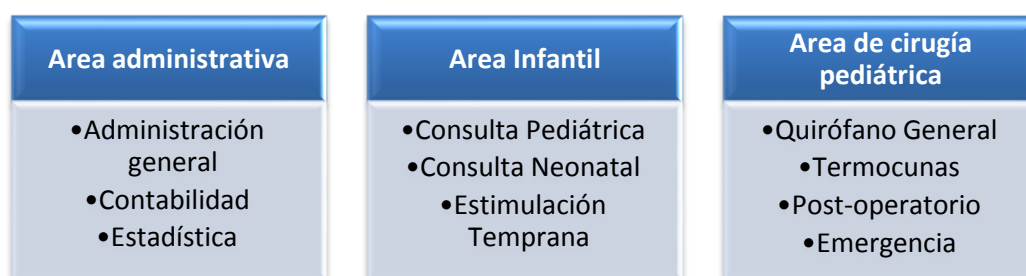 Area administrativa
•Administración
general
•Contabilidad
•Estadística
Area Infantil
•Consulta Pediátrica
•Consulta Neonatal
•Estimulación
Temprana
Area de cirugía
pediátrica
•Quirófano General
•Termocunas
•Post-operatorio
•Emergencia